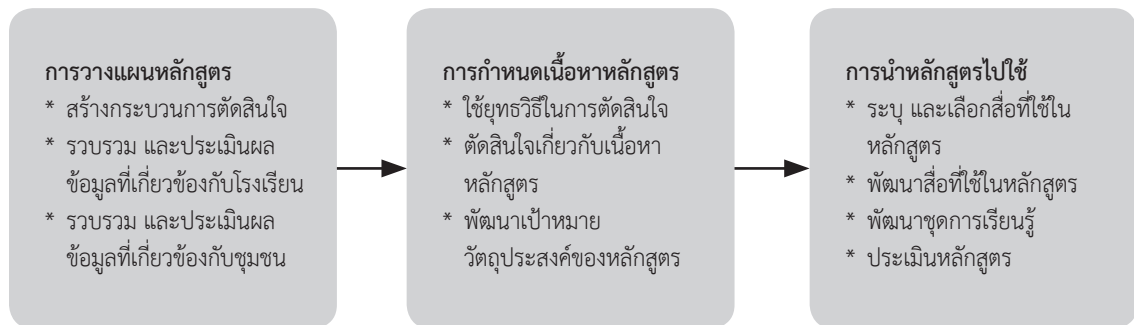 การวางแผนหลักสูตร
* สร้างกระบวนการตัดสินใจ
* รวบรวม และประเมินผล
ข้อมูลที่เกี่ยวข้องกับโรงเรียน
* รวบรวม และประเมินผล
ข้อมูลที่เกี่ยวข้องกับชุมชน
การกำหนดเนื้อหาหลักสูตร
* ใช้ยุทธวิธีในการตัดสินใจ
* ตัดสินใจเกี่ยวกับเนื้อหา
หลักสูตร
* พัฒนาเป้าหมาย
วัตถุประสงค์ของหลักสูตร
การนำหลักสูตรไปใช้
* ระบุ และเลือกสื่อที่ใช้ใน
หลักสูตร
* พัฒนาสื่อที่ใช้ในหลักสูตร
* พัฒนาชุดการเรียนรู้
* ประเมินหลักสูตร